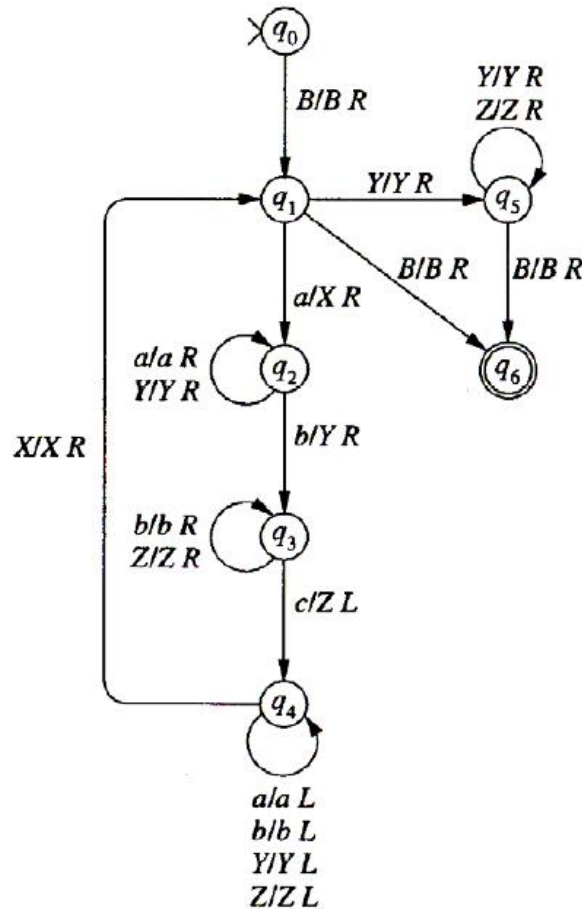 q0
B/B R
Y/Y R
Z/Z R
q1
Y/Y R
q5
B/B R
B/B R
a/X R
a/a R
Y/Y R
q2
q6
X/X R
b/Y R
b/b R
Z/Z R
q3
c/Z L
q4
a/a L
b/b L
Y/Y L
Z/Z L